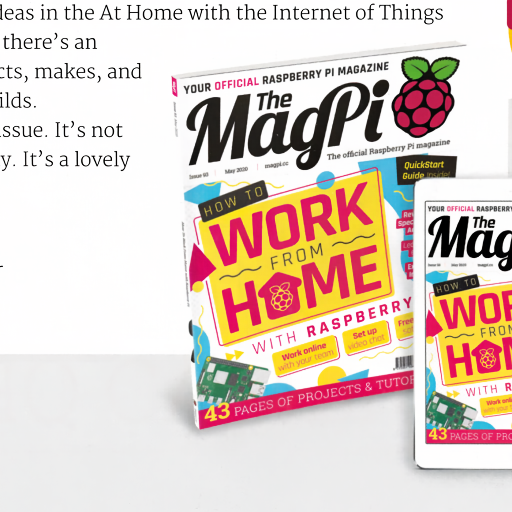 deas in the At Home with the Internet of Things
there's an
cts, makes, and
ilds.
issue. It's not
y. It's a lovely
YOUR OFFICIAL RASPBERRY PI MAGAZINE
The
MagPi
The official Raspberry Pi magazine
Issue 93 May 2020 magpi.cc
QuickStart
Guide Inside!
HOW TO
WORK
FROM
HOME
WITH RASPBERRY
Work online
with your team
Set up
video chat
Free
43 PAGES OF PROJECTS & TUTOR
YOUR OFFICIAL RASPBERRY
The
Mag
Issue 93 May 2020 magpi.cc
HOW TO
WOR
FROM
HOM
WITH R
Work online
with your team
43 PAGES OF PRO